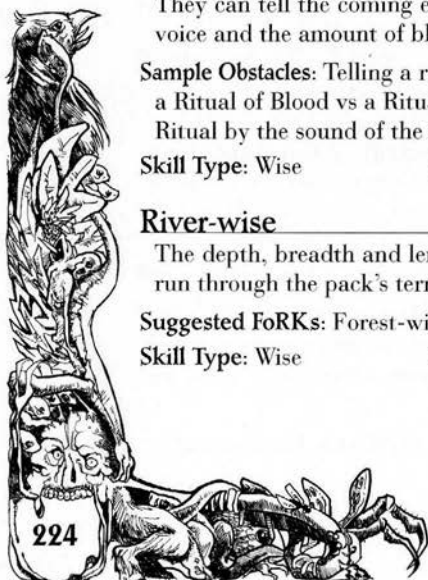 They can tell the coming e
voice and the amount of bl
Sample Obstacles: Telling a r
a Ritual of Blood vs a Ritua
Ritual by the sound of the
Skill Type: Wise
River-wise
The depth, breadth and ler
run through the pack's terr
Suggested FoRKs: Forest-wi
Skill Type: Wise
224